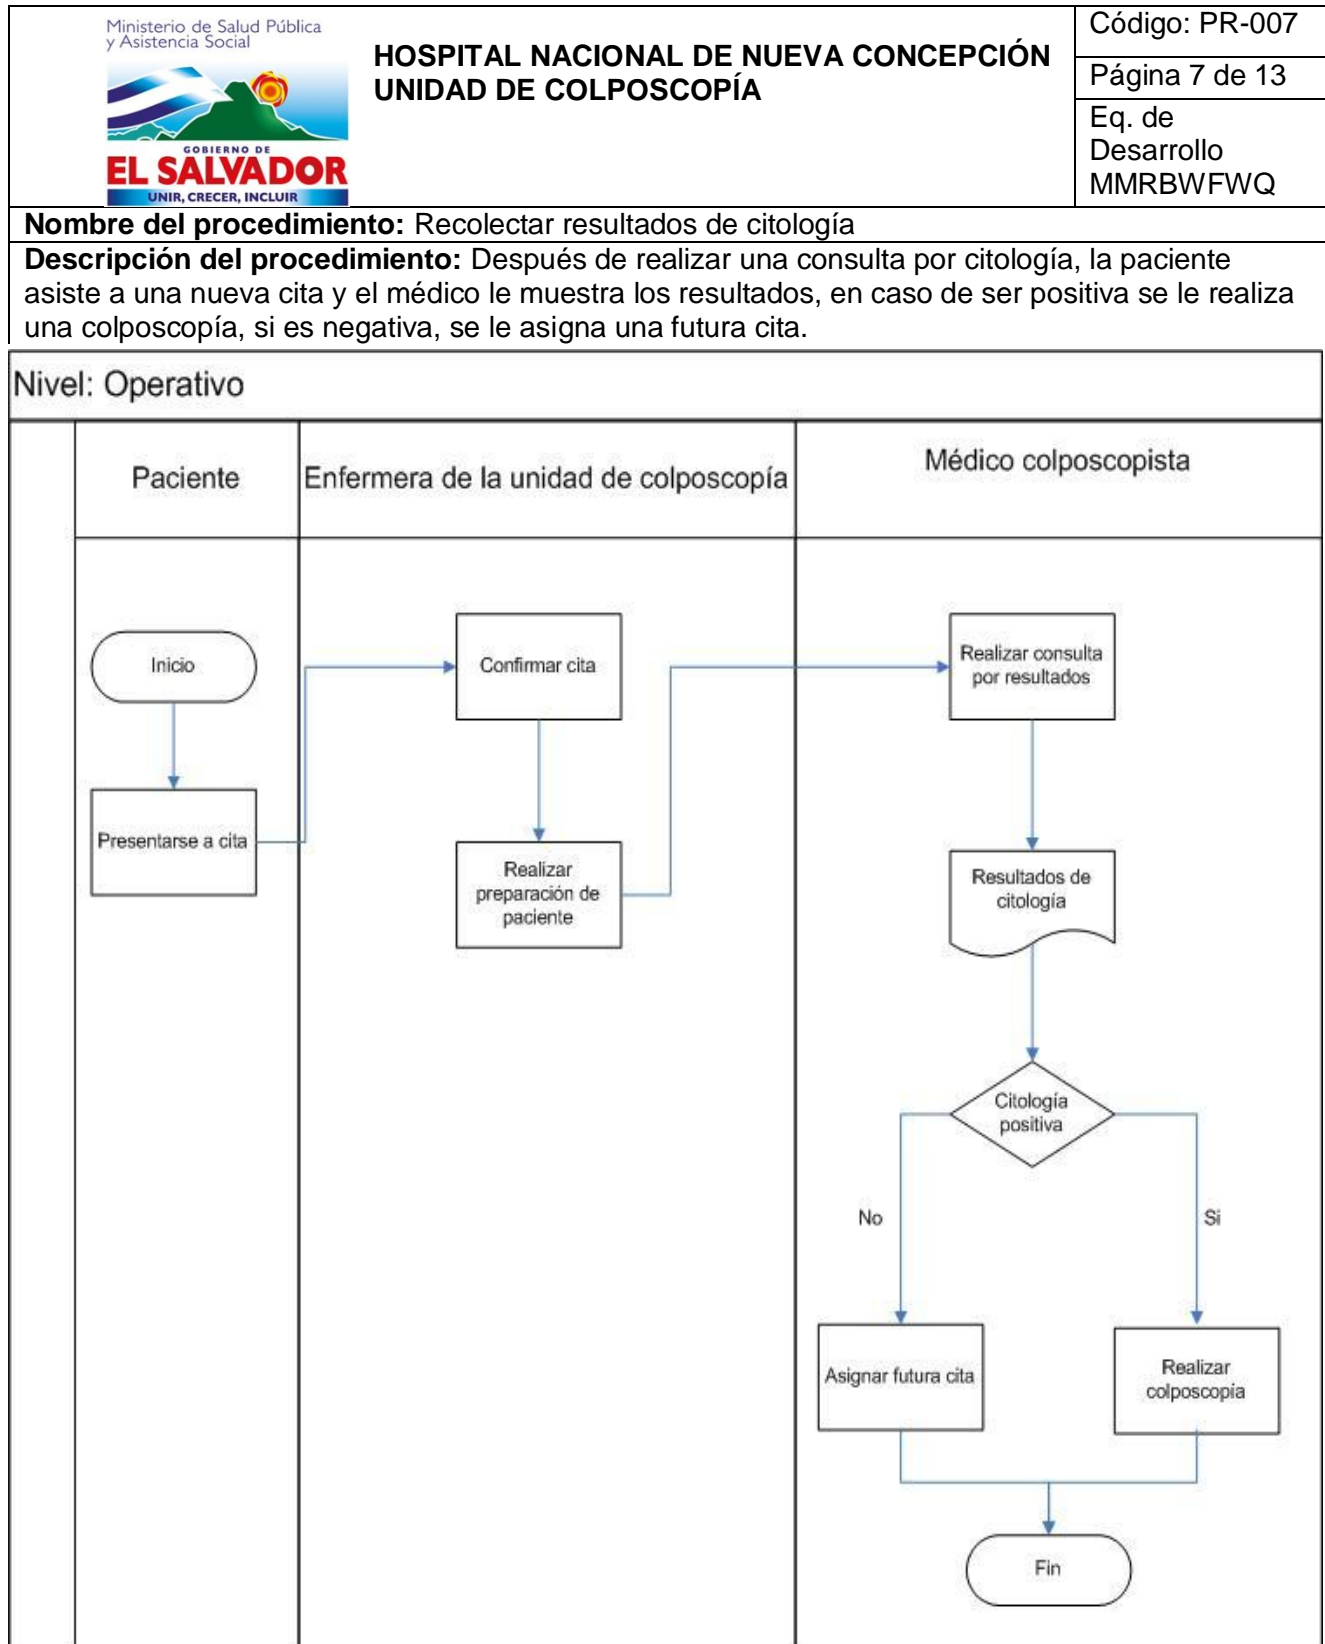 Ministerio de Salud Pública
y Asistencia Social
GOBIERNO DE
EL SALVADOR
UNIR, CRECER, INCLUIR
HOSPITAL NACIONAL DE NUEVA CONCEPCIÓN
UNIDAD DE COLPOSCOPÍA
Código: PR-007
Página 7 de 13
Eq. de
Desarrollo
MMRBWFWQ
Nombre del procedimiento: Recolectar resultados de citología
Descripción del procedimiento: Después de realizar una consulta por citología, la paciente
asiste a una nueva cita y el médico le muestra los resultados, en caso de ser positiva se le realiza
una colposcopía, si es negativa, se le asigna una futura cita.
Nivel: Operativo
Paciente
Enfermera de la unidad de colposcopía
Médico colposcopista
Inicio
Presentarse a cita
Confirmar cita
Realizar
preparación de
paciente
Realizar consulta
por resultados
Resultados de
citología
Citología
positiva
No
Si
Asignar futura cita
Realizar
colposcopia
Fin